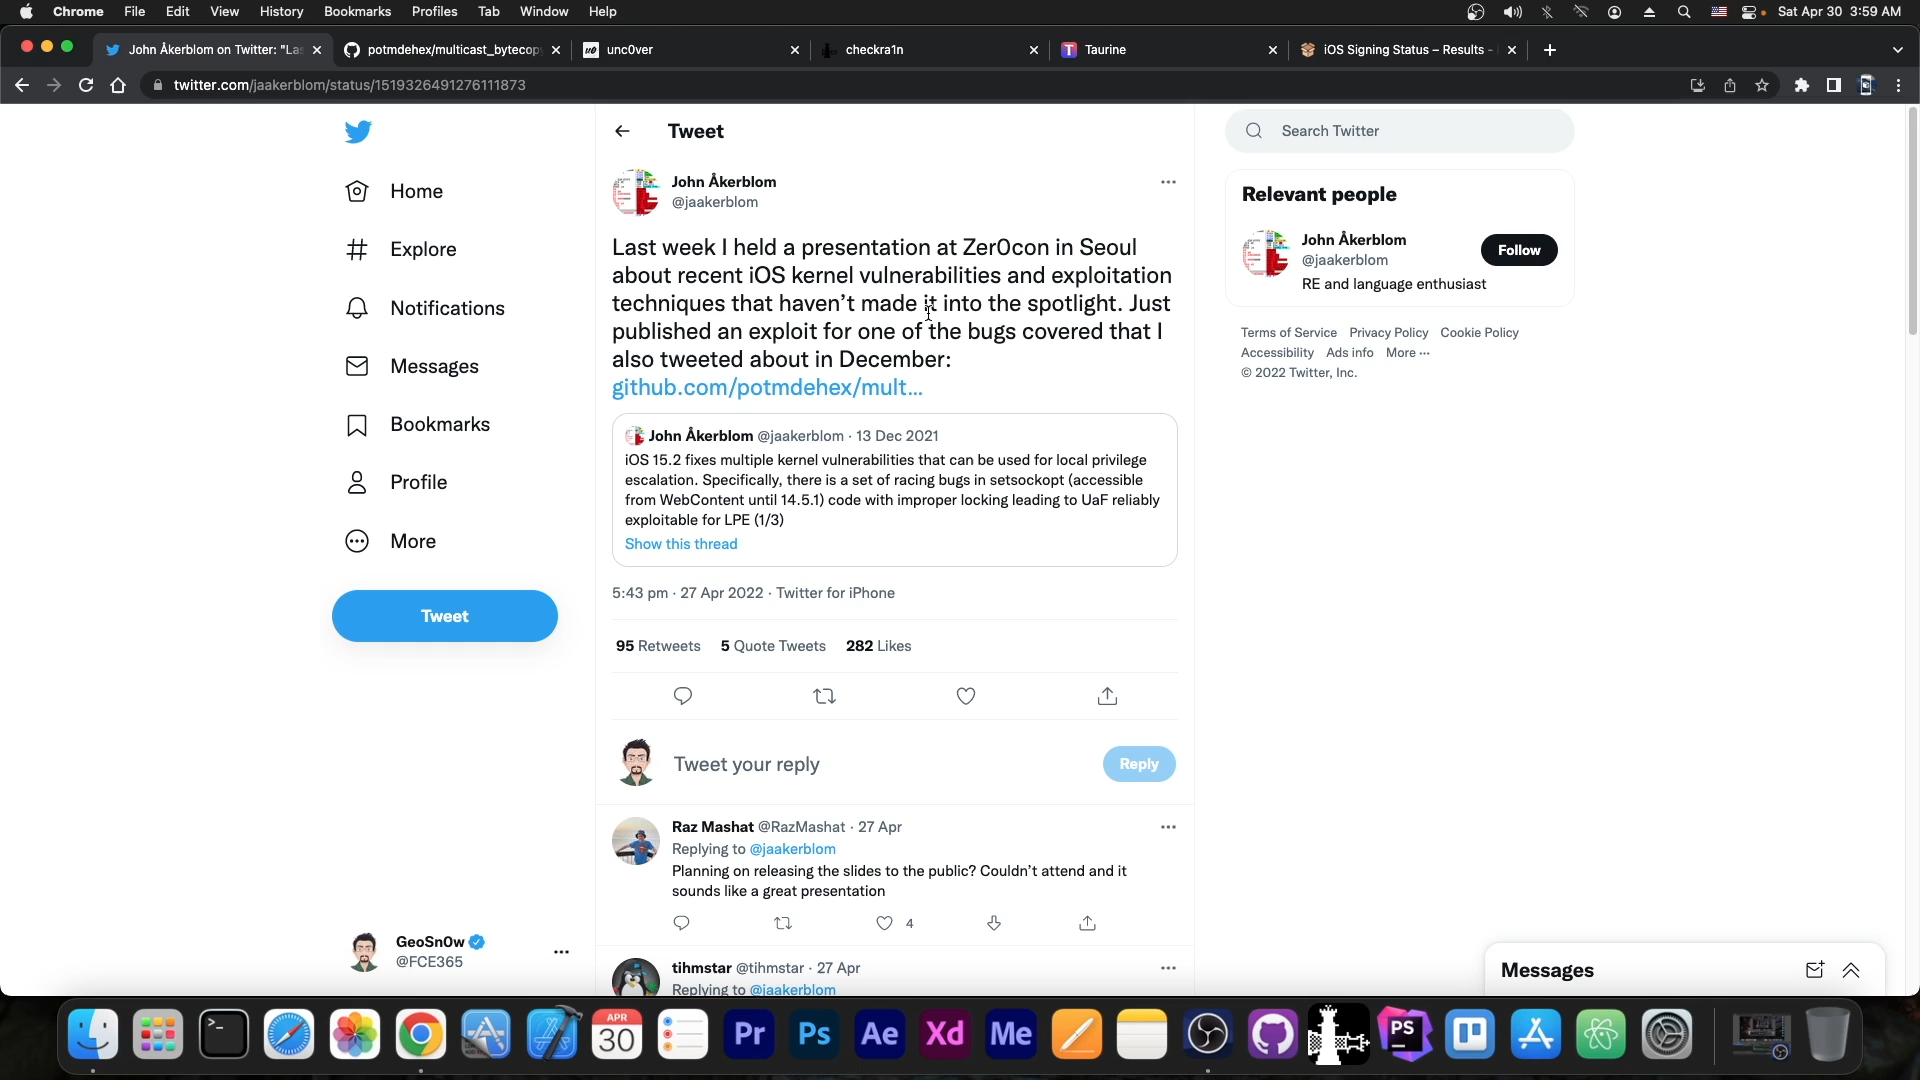 Chrome File Edit View History Bookmarks Profiles Tab Window Help Sat Apr 30 3:59 AM
John Åkerblom on Twitter: "Las potmdehex/multicast_bytecop unc0ver checkra1n Taurine iOS Signing Status – Results -
twitter.com/jaakerblom/status/1519326491276111873
Home
Explore
Notifications
Messages
Bookmarks
Profile
More
Tweet
GeoSn0w
@FCE365
Tweet
John Åkerblom
@jaakerblom
Last week I held a presentation at Zer0con in Seoul
about recent iOS kernel vulnerabilities and exploitation
techniques that haven't made it into the spotlight. Just
published an exploit for one of the bugs covered that I
also tweeted about in December:
github.com/potmdehex/mult...
John Åkerblom @jaakerblom · 13 Dec 2021
iOS 15.2 fixes multiple kernel vulnerabilities that can be used for local privilege
escalation. Specifically, there is a set of racing bugs in setsockopt (accessible
from WebContent until 14.5.1) code with improper locking leading to UaF reliably
exploitable for LPE (1/3)
Show this thread
5:43 pm · 27 Apr 2022 · Twitter for iPhone
95 Retweets 5 Quote Tweets 282 Likes
Tweet your reply
Reply
Raz Mashat @RazMashat · 27 Apr
Replying to @jaakerblom
Planning on releasing the slides to the public? Couldn't attend and it
sounds like a great presentation
4
tihmstar @tihmstar · 27 Apr
Replying to @jaakerblom
Search Twitter
Relevant people
John Åkerblom
@jaakerblom
Follow
RE and language enthusiast
Terms of Service Privacy Policy Cookie Policy
Accessibility Ads info More ···
© 2022 Twitter, Inc.
Messages
APR
30
Pr Ps Ae Xd Me PS